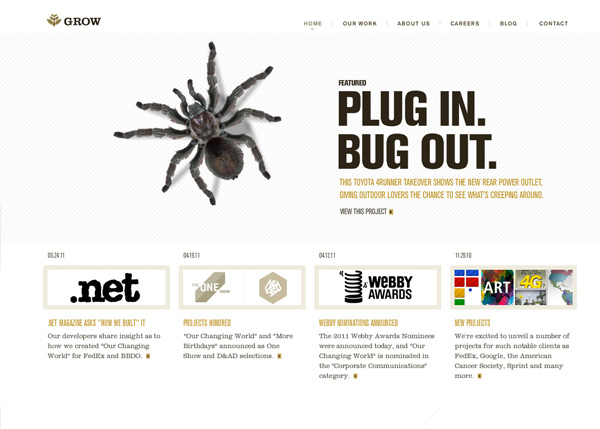 GROW
HOME
OUR WORK
ABOUT US
CAREERS
BLOG
CONTACT
FEATURED
PLUG IN.
BUG OUT.
THIS TOYOTA 4RUNNER TAKEOVER SHOWS THE NEW REAR POWER OUTLET,
GIVING OUTDOOR LOVERS THE CHANCE TO SEE WHAT'S CREEPING AROUND.
VIEW THIS PROJECT
05.24.11
.net
.NET MAGAZINE ASKS "HOW WE BUILT" IT
Our developers share insight as to
how we created "Our Changing
World" for FedEx and BBDO.
04.19.11
THE ONE SHOW
PROJECTS HONORED
"Our Changing World" and "More
Birthdays" announced as One
Show and D&AD selections.
04.12.11
WEBBY
AWARDS
WEBBY NOMINATIONS ANNOUNCED
The 2011 Webby Awards Nominees
were announced today, and "Our
Changing World" is nominated in
the "Corporate Communications"
category.
11.29.10
ART
4G
NEW PROJECTS
We're excited to unveil a number of
projects for such notable clients as
FedEx, Google, the American
Cancer Society, Sprint and many
more.